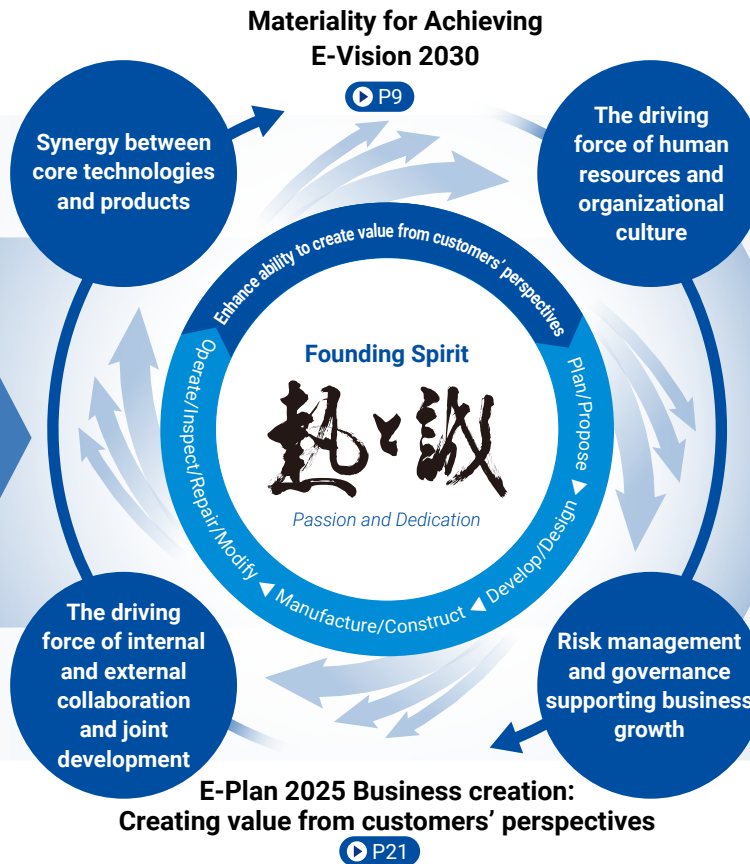 Materiality for Achieving
E-Vision 2030
P9
Synergy between
core technologies
and products
The driving
force of human
resources and
organizational
culture
Enhance ability to create value from customers’ perspectives
Founding Spirit
熱と誠
Passion and Dedication
Plan/Propose
Develop/Design
Manufacture/Construct
Operate/Inspect/Repair/Modify
The driving
force of internal
and external
collaboration
and joint
development
Risk management
and governance
supporting business
growth
E-Plan 2025 Business creation:
Creating value from customers’ perspectives
P21